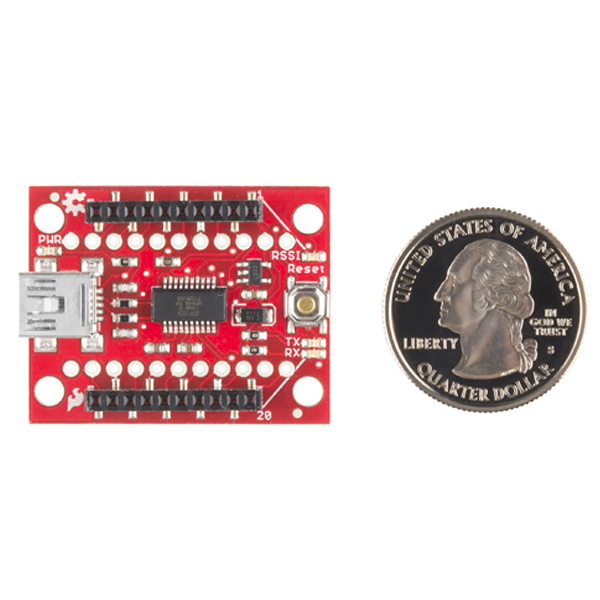 1
PWR
RSSI
Reset
TX
RX
20
UNITED STATES OF AMERICA
LIBERTY
IN
GOD WE
TRUST
S
QUARTER DOLLAR